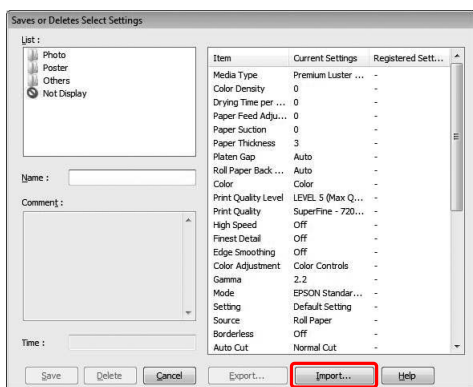 Saves or Deletes Select Settings
List :
Photo
Poster
Others
Not Display
Name :
Comment :
Time :
Item Current Settings Registered Sett...
Media Type Premium Luster ... -
Color Density 0 -
Drying Time per ... 0 -
Paper Feed Adju... 0 -
Paper Suction 0 -
Paper Thickness 3 -
Platen Gap Auto -
Roll Paper Back ... Auto -
Color Color -
Print Quality Level LEVEL 5 (Max Q... -
Print Quality SuperFine - 720... -
High Speed Off -
Finest Detail Off -
Edge Smoothing Off -
Color Adjustment Color Controls -
Gamma 2.2 -
Mode EPSON Standar... -
Setting Default Setting -
Source Roll Paper -
Borderless Off -
Auto Cut Normal Cut -
Save Delete Cancel Export... Import... Help